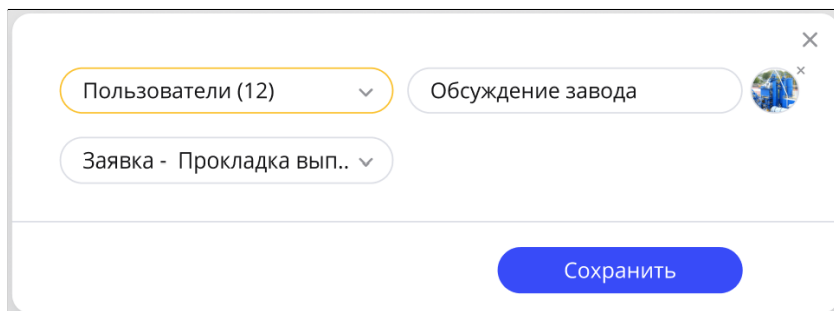 Пользователи (12)
Обсуждение завода
Заявка - Прокладка вып..
Сохранить